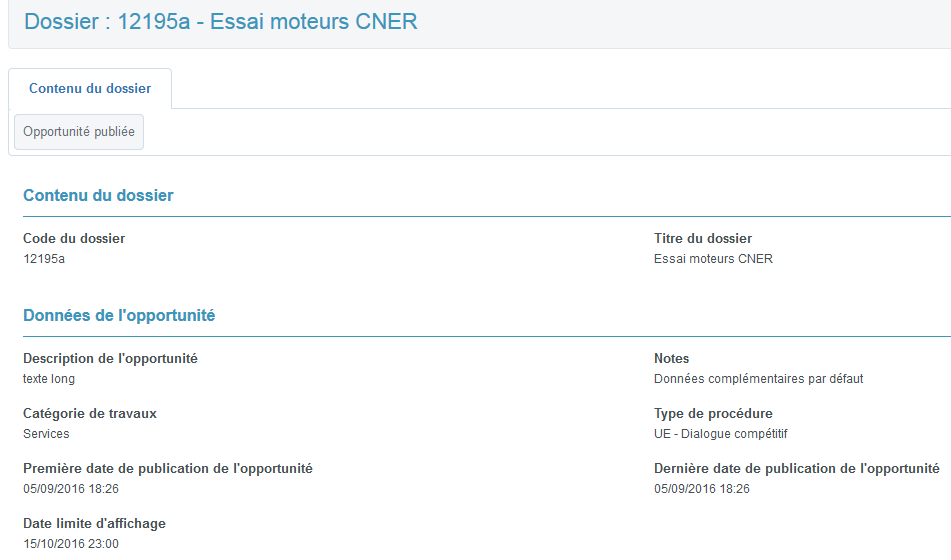 Dossier : 12195a - Essai moteurs CNER
Contenu du dossier
Opportunité publiée
Contenu du dossier
Code du dossier
12195a
Titre du dossier
Essai moteurs CNER
Données de l'opportunité
Description de l'opportunité
texte long
Notes
Données complémentaires par défaut
Catégorie de travaux
Services
Type de procédure
UE - Dialogue compétitif
Première date de publication de l'opportunité
05/09/2016 18:26
Dernière date de publication de l'opportunité
05/09/2016 18:26
Date limite d'affichage
15/10/2016 23:00